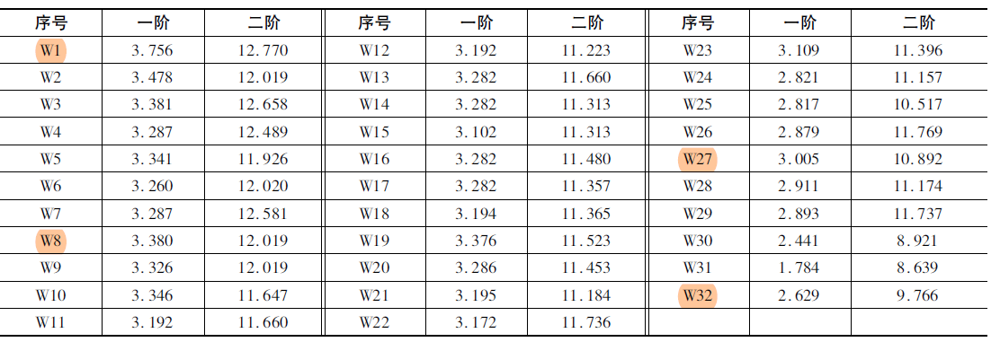 序号 一阶 二阶 序号 一阶 二阶 序号 一阶 二阶
W1 3.756 12.770 W12 3.192 11.223 W23 3.109 11.396
W2 3.478 12.019 W13 3.282 11.660 W24 2.821 11.157
W3 3.381 12.658 W14 3.282 11.313 W25 2.817 10.517
W4 3.287 12.489 W15 3.102 11.313 W26 2.879 11.769
W5 3.341 11.926 W16 3.282 11.480 W27 3.005 10.892
W6 3.260 12.020 W17 3.282 11.357 W28 2.911 11.174
W7 3.287 12.581 W18 3.194 11.365 W29 2.893 11.737
W8 3.380 12.019 W19 3.376 11.523 W30 2.441 8.921
W9 3.326 12.019 W20 3.286 11.453 W31 1.784 8.639
W10 3.346 11.647 W21 3.195 11.184 W32 2.629 9.766
W11 3.192 11.660 W22 3.172 11.736